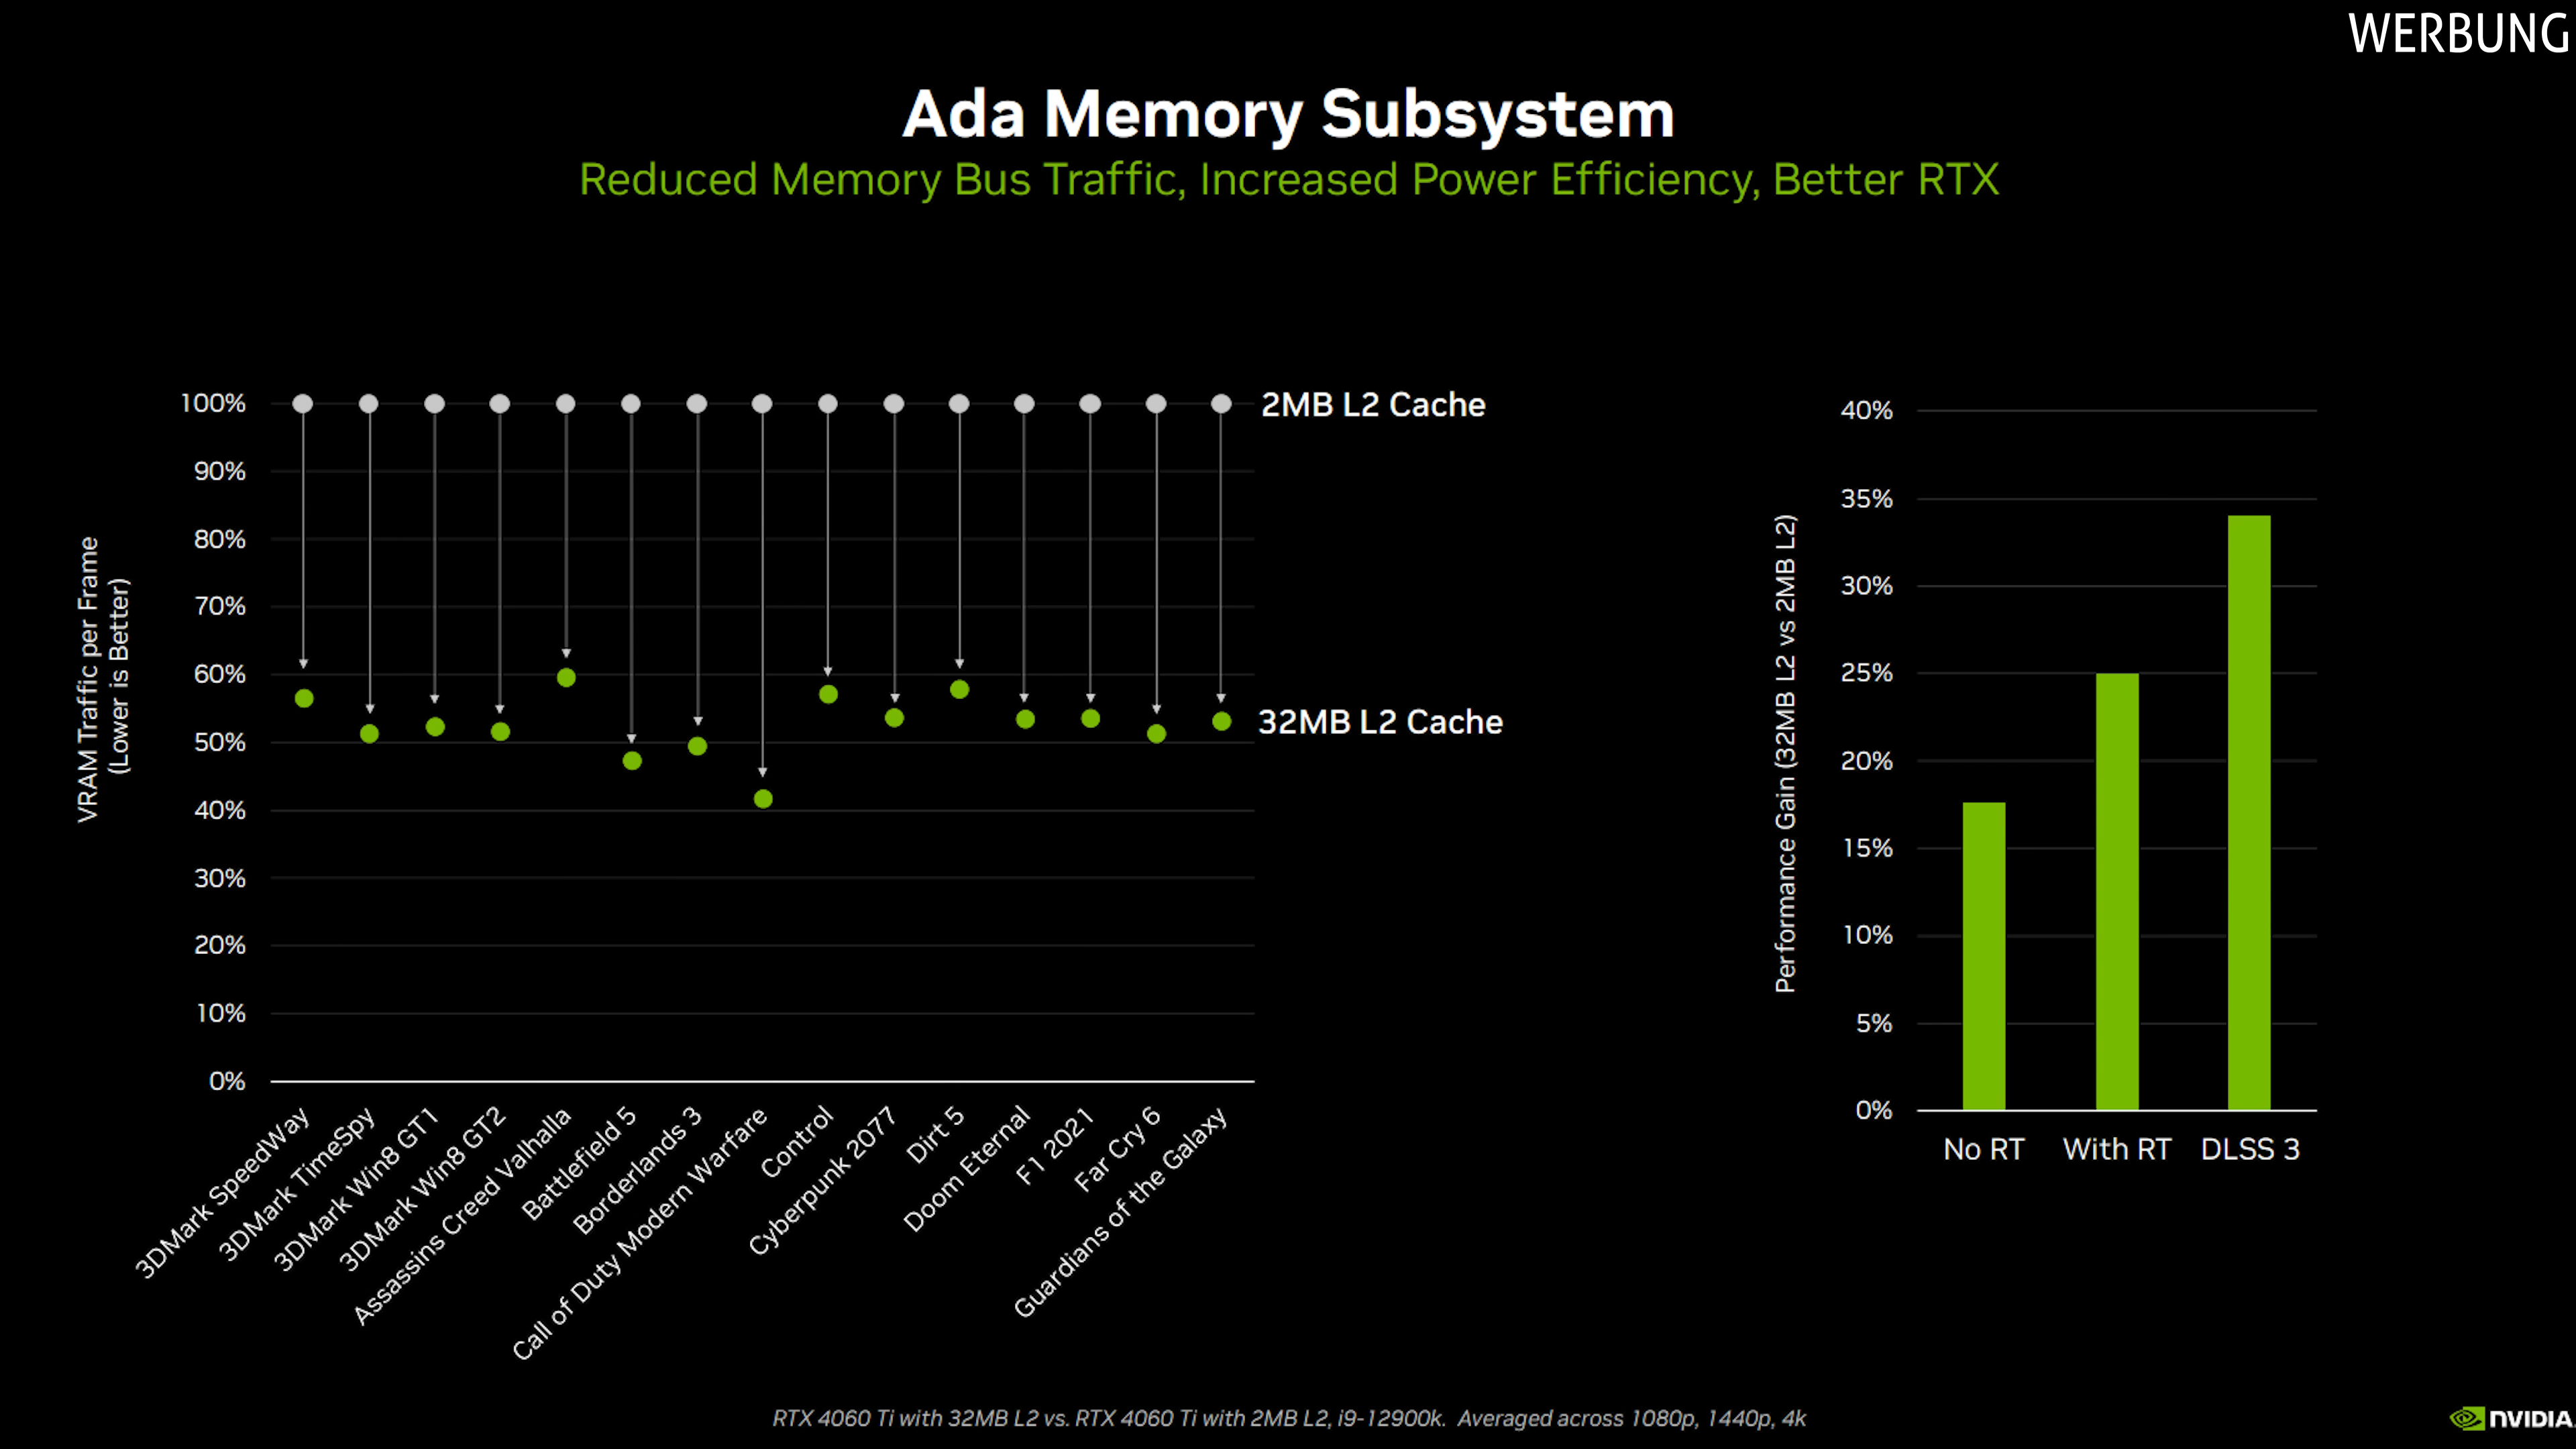 WERBUNG
Ada Memory Subsystem
Reduced Memory Bus Traffic, Increased Power Efficiency, Better RTX
VRAM Traffic per Frame
(Lower is Better)
100%
90%
80%
70%
60%
50%
40%
30%
20%
10%
0%
2MB L2 Cache
32MB L2 Cache
3DMark SpeedWay
3DMark TimeSpy
3DMark Win8 GT1
3DMark Win8 GT2
Assassins Creed Valhalla
Battlefield 5
Borderlands 3
Call of Duty Modern Warfare
Control
Cyberpunk 2077
Dirt 5
Doom Eternal
F1 2021
Far Cry 6
Guardians of the Galaxy
Performance Gain (32MB L2 vs 2MB L2)
40%
35%
30%
25%
20%
15%
10%
5%
0%
No RT
With RT
DLSS 3
RTX 4060 Ti with 32MB L2 vs. RTX 4060 Ti with 2MB L2, i9-12900k. Averaged across 1080p, 1440p, 4k
NVIDIA